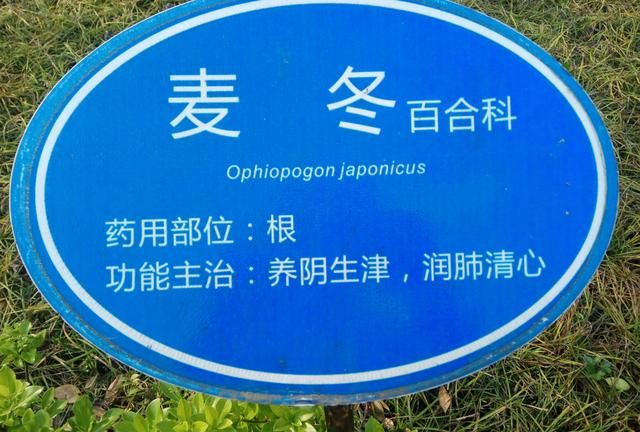 麦 冬 百合科
Ophiopogon japonicus
药用部位：根
功能主治：养阴生津，润肺清心